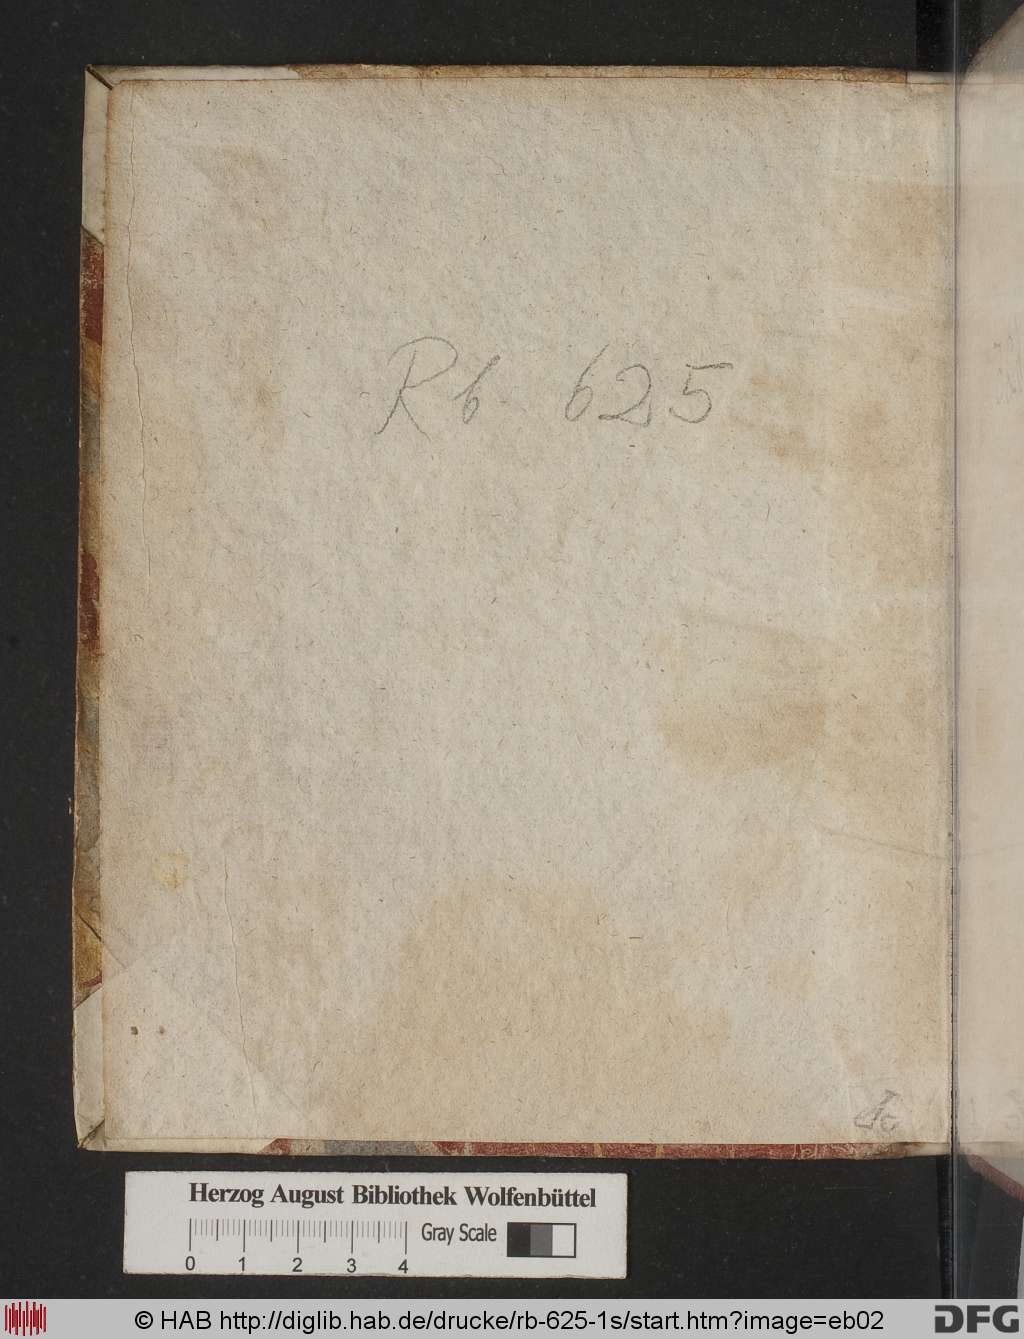 Rb 625
Herzog August Bibliothek Wolfenbüttel
Gray Scale
0 1 2 3 4
© HAB http://diglib.hab.de/drucke/rb-625-1s/start.htm?image=eb02
DFG